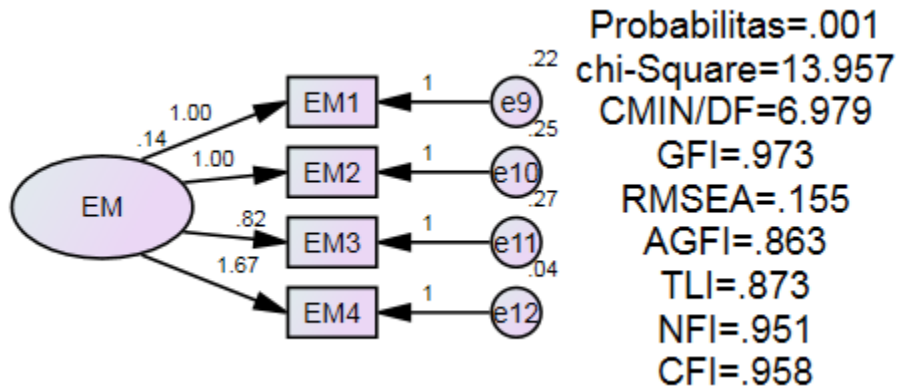 Probabilitas=.001
chi-Square=13.957
CMIN/DF=6.979
GFI=.973
RMSEA=.155
AGFI=.863
TLI=.873
NFI=.951
CFI=.958
EM
.14
1.00
EM1
1
e9
.22
1.00
EM2
1
e10
.25
.82
EM3
1
e11
.27
1.67
EM4
1
e12
.04